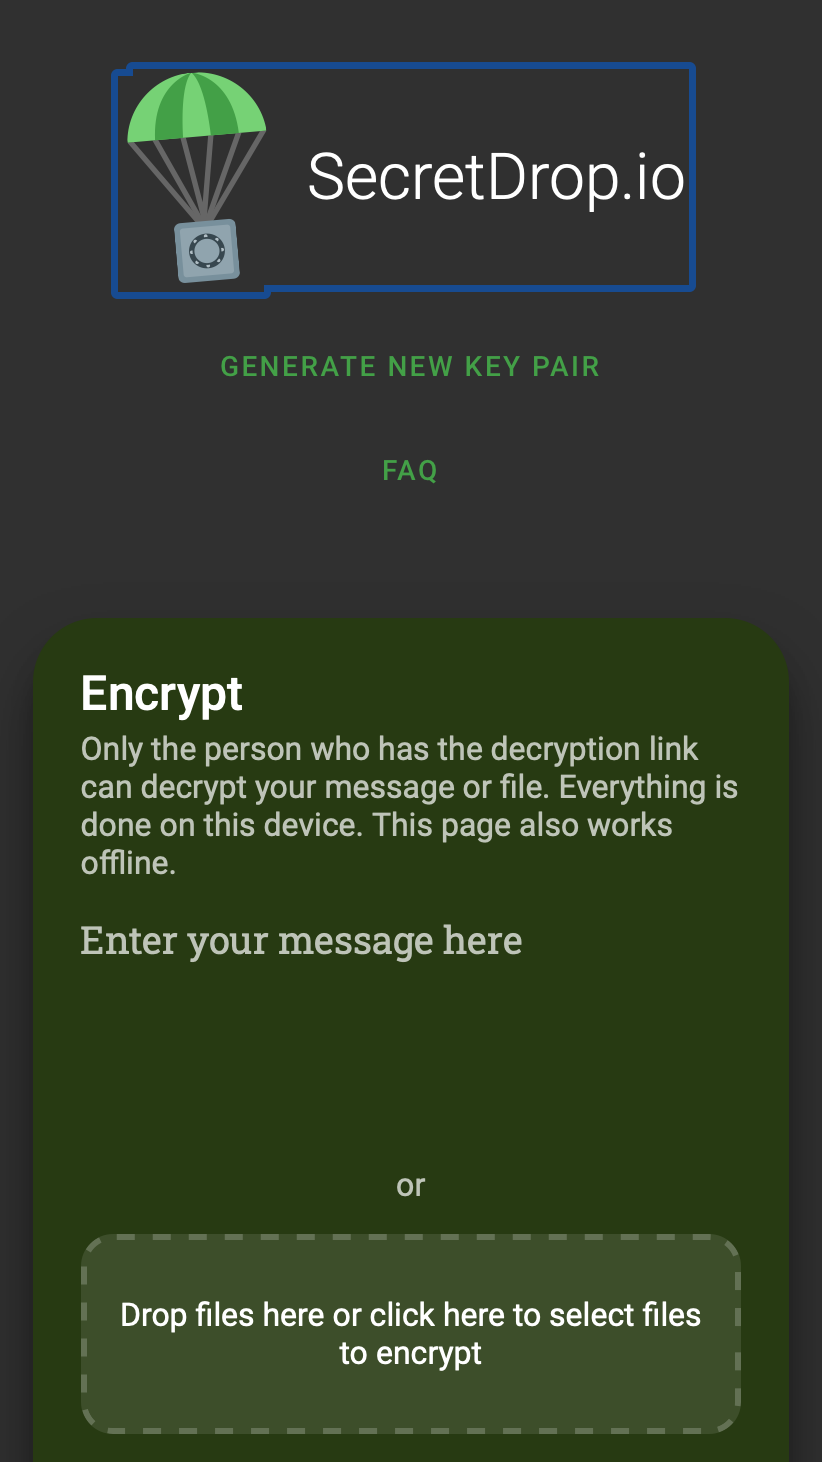 SecretDrop.io
GENERATE NEW KEY PAIR
FAQ
Encrypt
Only the person who has the decryption link
can decrypt your message or file. Everything is
done on this device. This page also works
offline.
Enter your message here
or
Drop files here or click here to select files
to encrypt